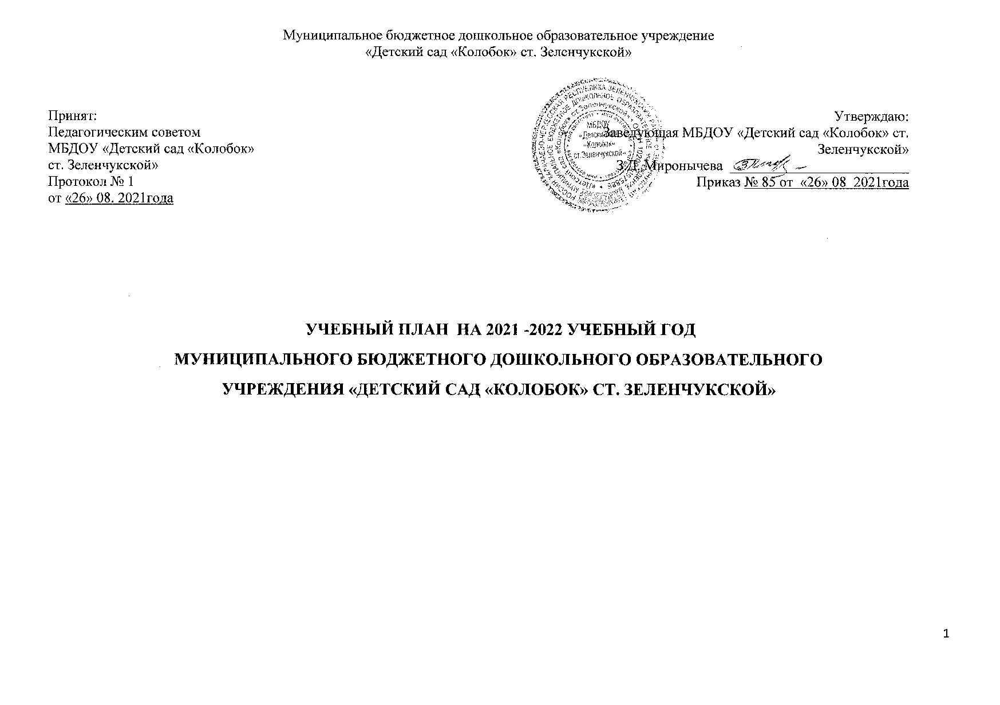 Муниципальное бюджетное дошкольное образовательное учреждение
«Детский сад «Колобок» ст. Зеленчукской»
Принят:
Педагогическим советом
МБДОУ «Детский сад «Колобок»
ст. Зеленчукской»
Протокол № 1
от «26» 08. 2021года
Утверждаю:
Заведующая МБДОУ «Детский сад «Колобок» ст.
Зеленчукской»
З.Д. Миронычева
Приказ № 85 от «26» 08 2021года
МБДОУ
«Детский
«Колобок»
ст.Зеленчукской»
УЧЕБНЫЙ ПЛАН НА 2021 -2022 УЧЕБНЫЙ ГОД
МУНИЦИПАЛЬНОГО БЮДЖЕТНОГО ДОШКОЛЬНОГО ОБРАЗОВАТЕЛЬНОГО
УЧРЕЖДЕНИЯ «ДЕТСКИЙ САД «КОЛОБОК» СТ. ЗЕЛЕНЧУКСКОЙ»
1